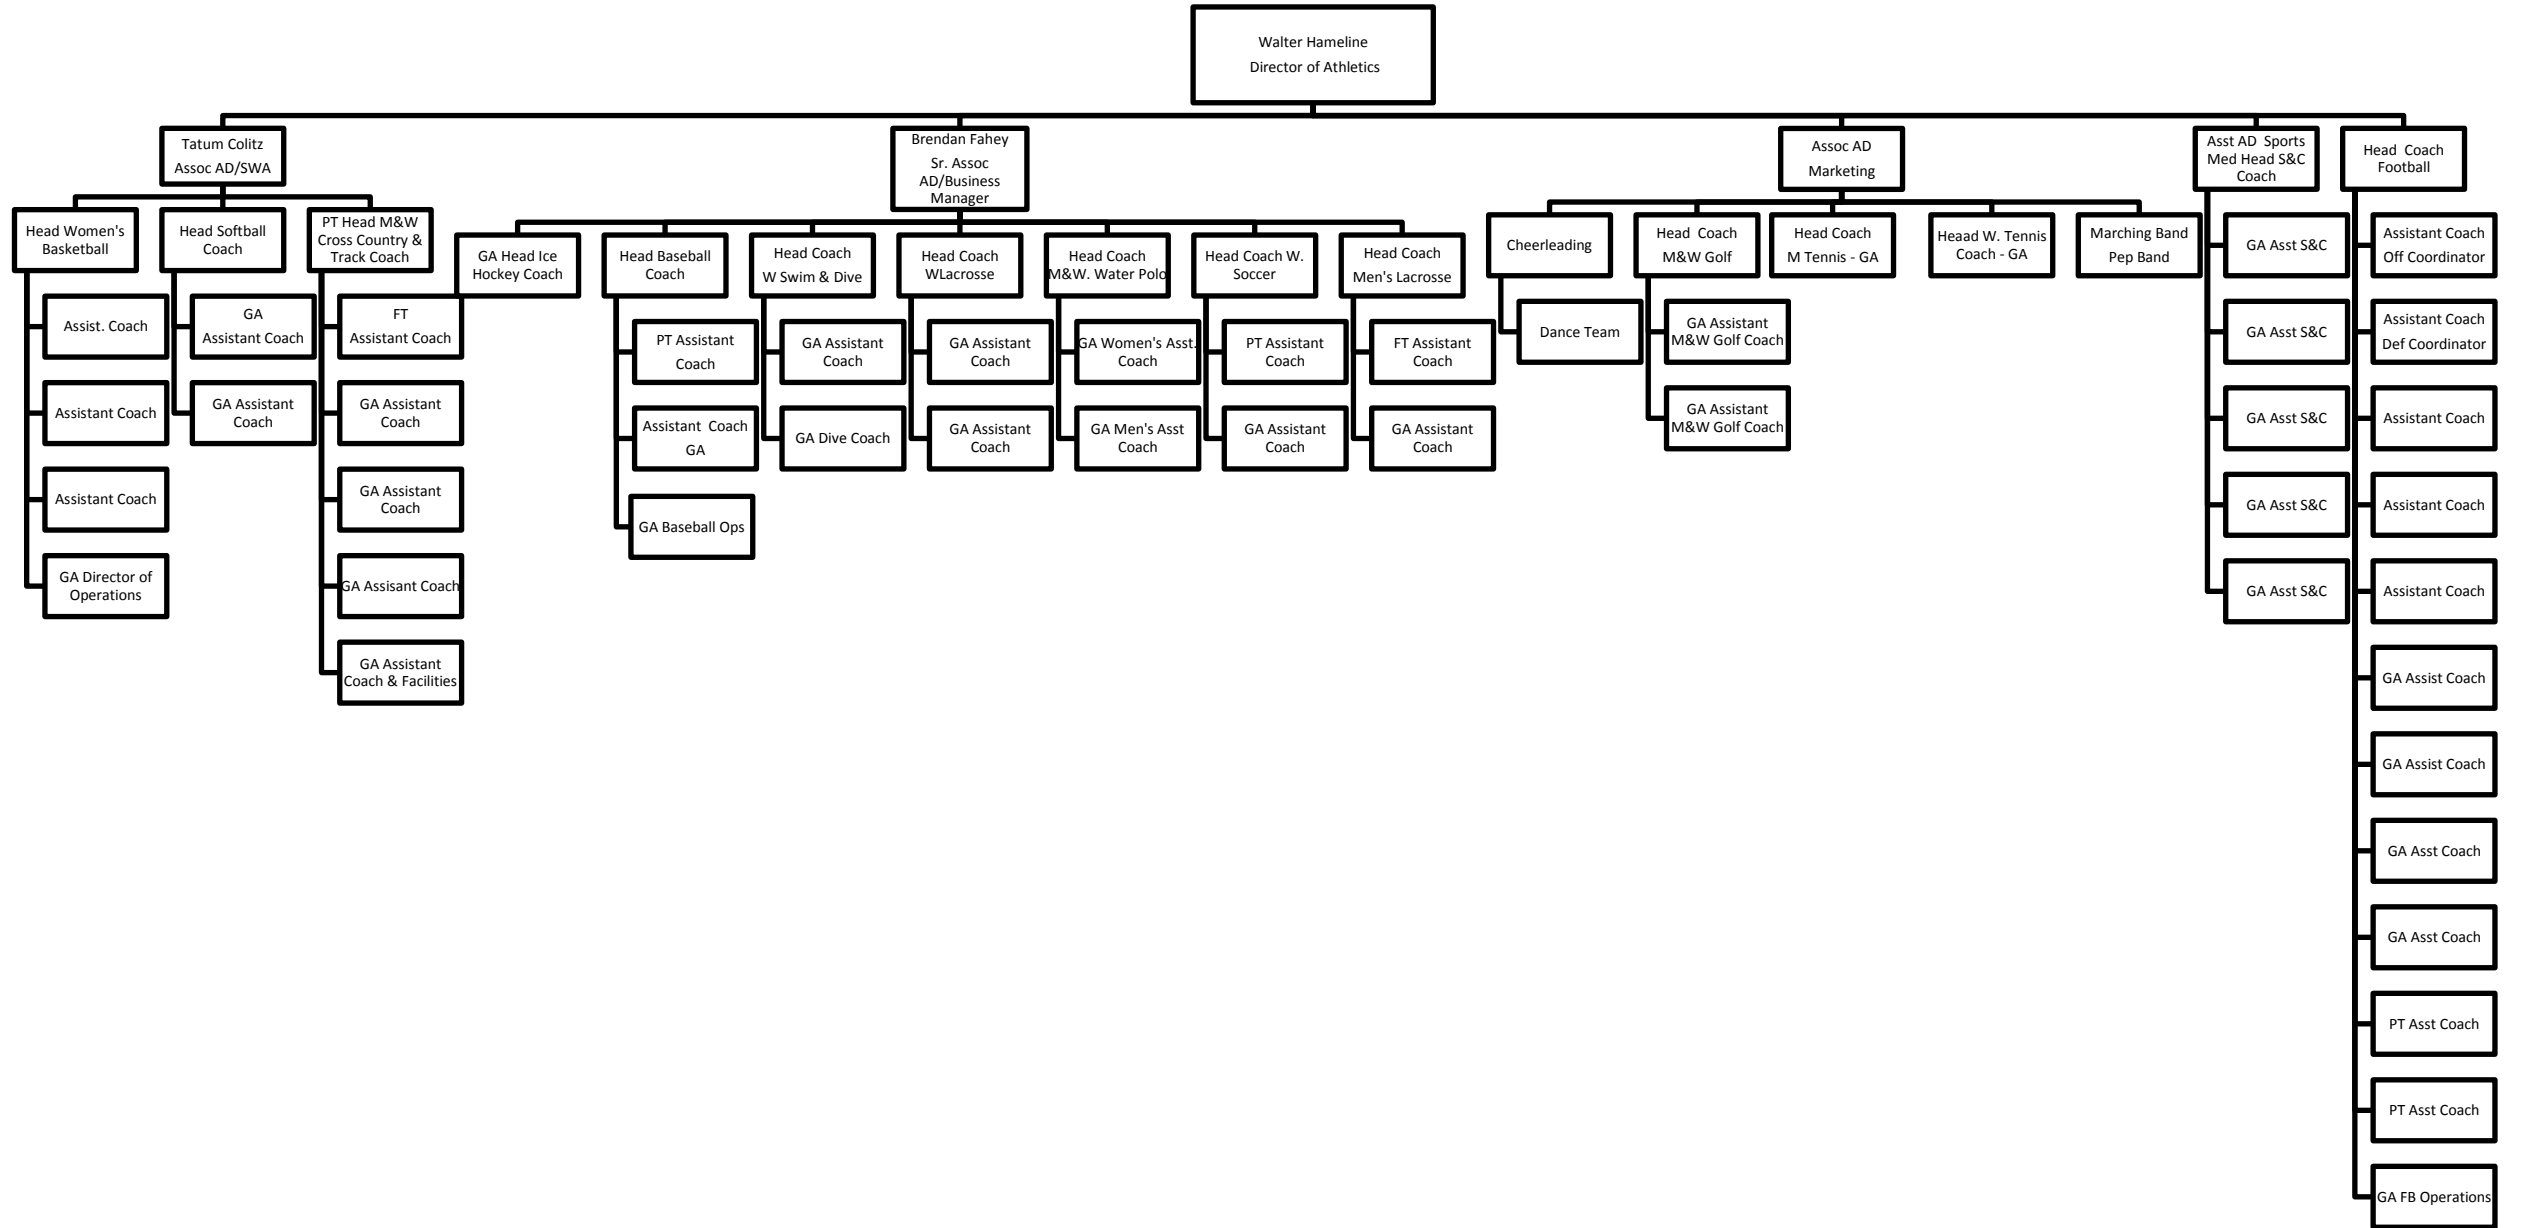 Walter Hameline
Director of Athletics
Tatum Colitz
Assoc AD/SWA
Head Women's
Basketball
Assist. Coach
Assistant Coach
Assistant Coach
GA Director of
Operations
Head Softball
Coach
GA
Assistant Coach
GA Assistant
Coach
PT Head M&W
Cross Country &
Track Coach
FT
Assistant Coach
GA Assistant
Coach
GA Assistant
Coach
GA Assisant Coach
GA Assistant
Coach & Facilities
Brendan Fahey
Sr. Assoc
AD/Business
Manager
GA Head Ice
Hockey Coach
Head Baseball
Coach
PT Assistant
Coach
Assistant Coach
GA
GA Baseball Ops
Head Coach
W Swim & Dive
GA Assistant
Coach
GA Dive Coach
Head Coach
WLacrosse
GA Assistant
Coach
GA Assistant
Coach
Head Coach
M&W. Water Polo
GA Women's Asst.
Coach
GA Men's Asst
Coach
Head Coach W.
Soccer
PT Assistant
Coach
GA Assistant
Coach
Head Coach
Men's Lacrosse
FT Assistant
Coach
GA Assistant
Coach
Assoc AD
Marketing
Cheerleading
Dance Team
Head Coach
M&W Golf
GA Assistant
M&W Golf Coach
GA Assistant
M&W Golf Coach
Head Coach
M Tennis - GA
Heead W. Tennis
Coach - GA
Marching Band
Pep Band
Asst AD Sports
Med Head S&C
Coach
GA Asst S&C
GA Asst S&C
GA Asst S&C
GA Asst S&C
GA Asst S&C
Head Coach
Football
Assistant Coach
Off Coordinator
Assistant Coach
Def Coordinator
Assistant Coach
Assistant Coach
Assistant Coach
GA Assist Coach
GA Assist Coach
GA Asst Coach
GA Asst Coach
PT Asst Coach
PT Asst Coach
GA FB Operations